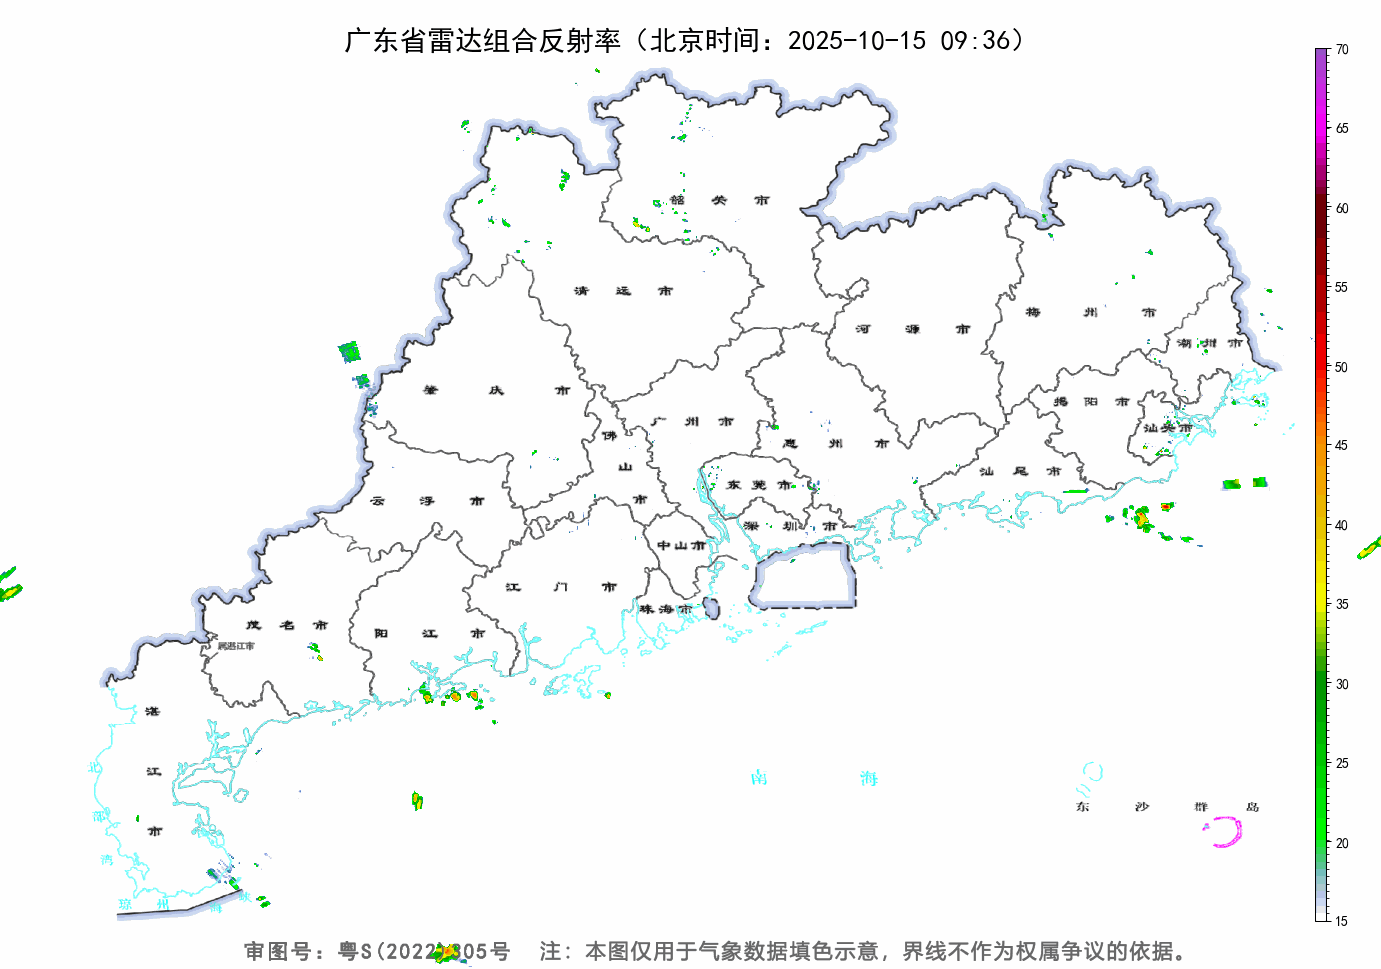 广东省雷达组合反射率（北京时间：2025-10-15 09:36）
70
65
60
55
50
45
40
35
30
25
20
15
韶 关 市
清 远 市
梅 州 市
河 源 市
潮 州 市
肇 庆 市
揭 阳 市
广 州 市
汕头市
佛 山 市
惠 州 市
汕 尾 市
东 莞 市
云 浮 市
深 圳 市
中山市
江 门 市
珠海市
茂 名 市
阳 江 市
属湛江市
湛 江 市
北 部 湾
南 海
东 沙 群 岛
琼 州 海 峡
审图号：粤S(2022)305号 注：本图仅用于气象数据填色示意，界线不作为权属争议的依据。